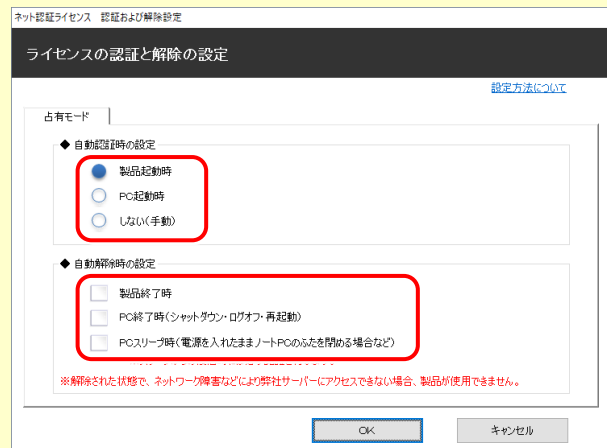 ネット認証ライセンス 認証および解除設定
ライセンスの認証と解除の設定
設定方法について
占有モード
◆ 自動認証時の設定
製品起動時
PC起動時
しない(手動)
◆ 自動解除時の設定
製品終了時
PC終了時(シャットダウン・ログオフ・再起動)
PCスリープ時(電源を入れたままノートPCのふたを閉める場合など)
※解除された状態で、ネットワーク障害などにより弊社サーバーにアクセスできない場合、製品が使用できません。
OK
キャンセル